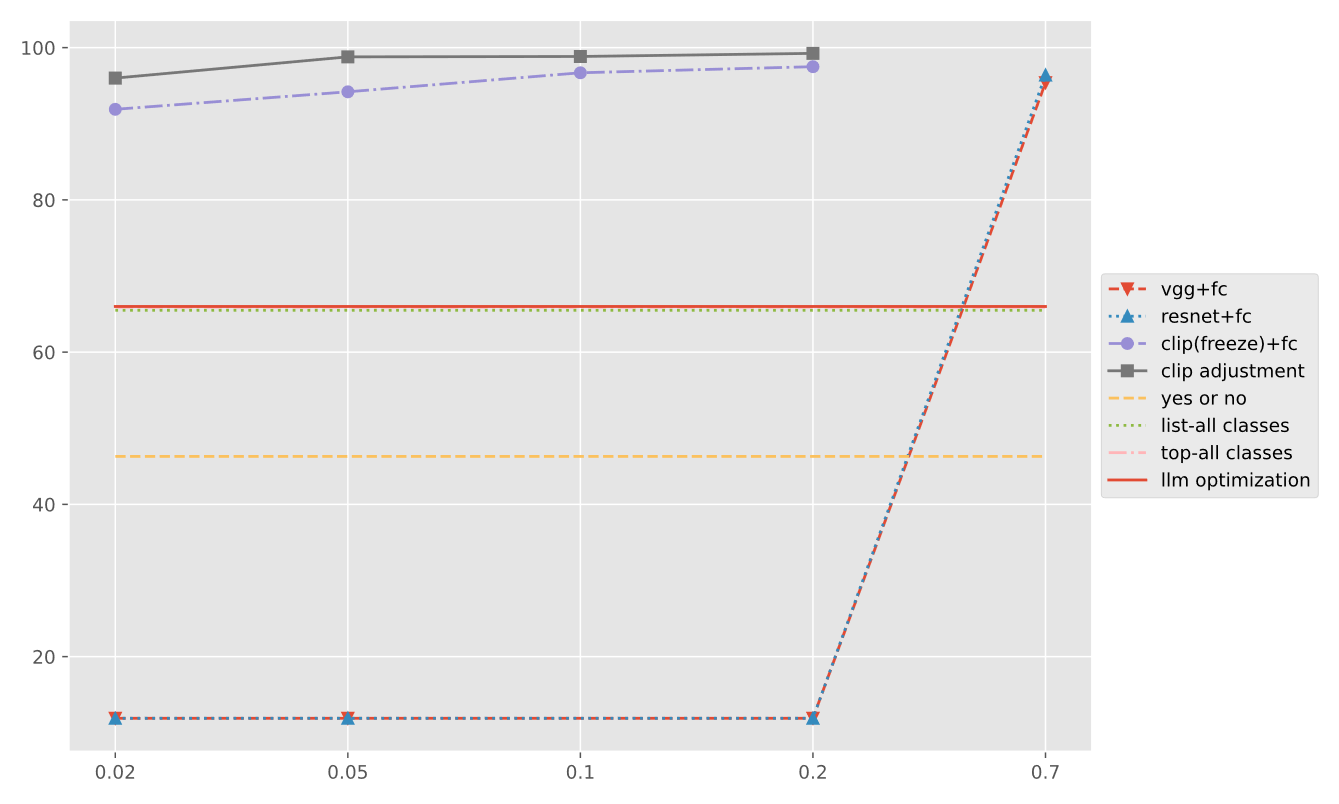 100
80
60
40
20
0.02
0.05
0.1
0.2
0.7
vgg+fc
resnet+fc
clip(freeze)+fc
clip adjustment
yes or no
list-all classes
top-all classes
llm optimization